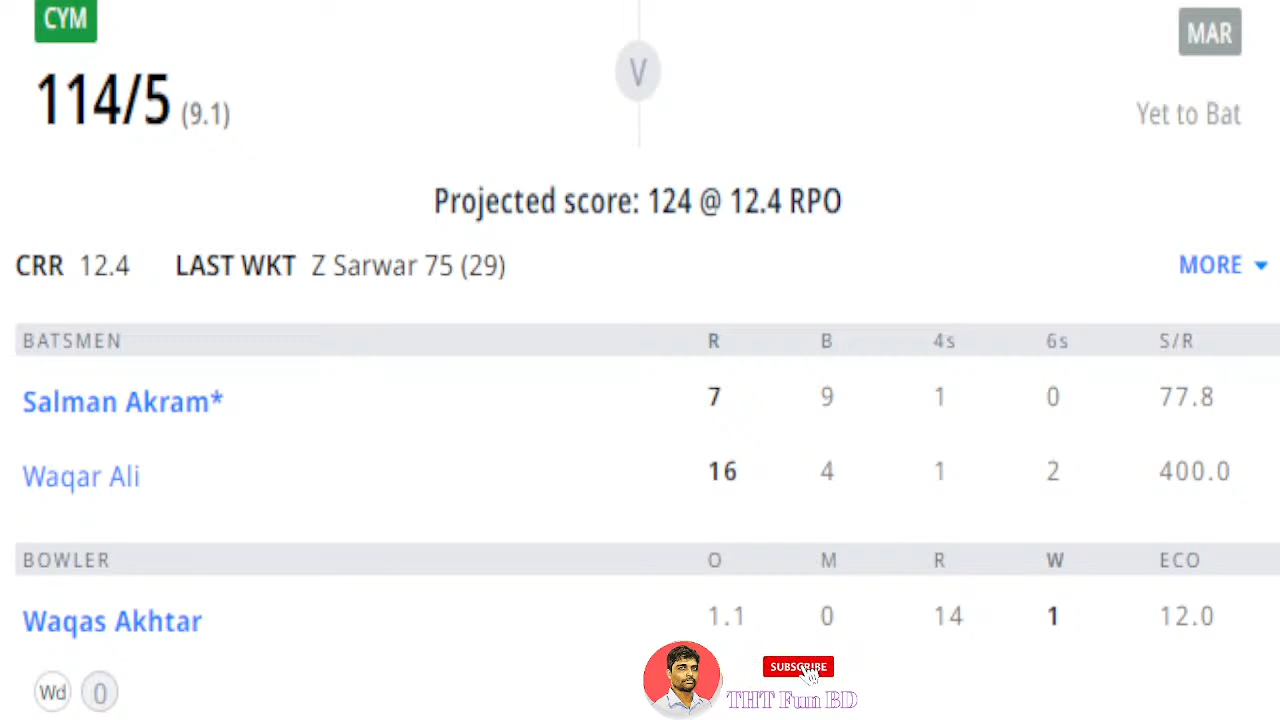 CYM
V
MAR
114/5 (9.1)
Yet to Bat
Projected score: 124 @ 12.4 RPO
CRR 12.4 LAST WKT Z Sarwar 75 (29)
MORE
BATSMEN R B 4s 6s S/R
Salman Akram* 7 9 1 0 77.8
Waqar Ali 16 4 1 2 400.0
BOWLER O M R W ECO
Waqas Akhtar 1.1 0 14 1 12.0
Wd 0
SUBSCRIBE
THT Fun BD